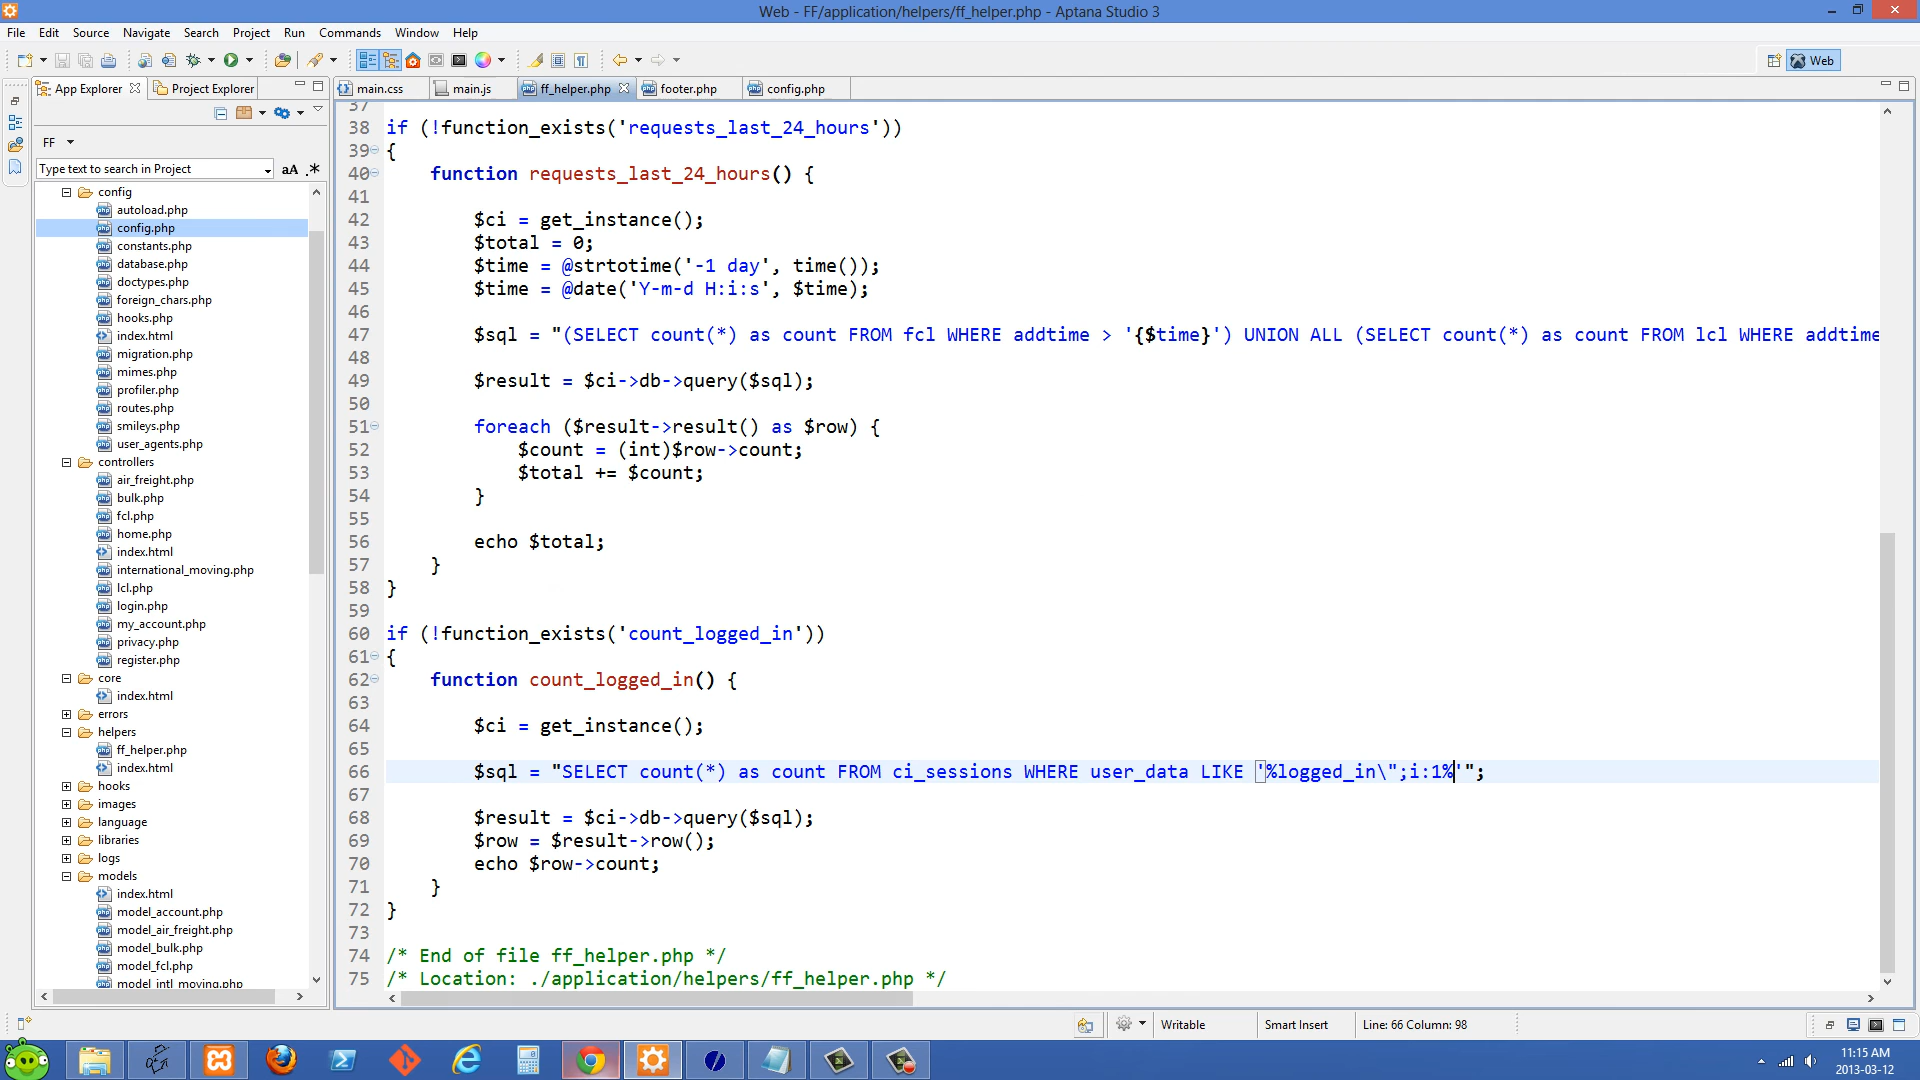 Web - FF/application/helpers/ff_helper.php - Aptana Studio 3
File Edit Source Navigate Search Project Run Commands Window Help
Web
App Explorer Project Explorer
main.css main.js ff_helper.php footer.php config.php
FF
Type text to search in Project
aA .*
config
autoload.php
config.php
constants.php
database.php
doctypes.php
foreign_chars.php
hooks.php
index.html
migration.php
mimes.php
profiler.php
routes.php
smileys.php
user_agents.php
controllers
air_freight.php
bulk.php
fcl.php
home.php
index.html
international_moving.php
lcl.php
login.php
my_account.php
privacy.php
register.php
core
index.html
errors
helpers
ff_helper.php
index.html
hooks
images
language
libraries
logs
models
index.html
model_account.php
model_air_freight.php
model_bulk.php
model_fcl.php
model_intl_moving.php
37
38 if (!function_exists('requests_last_24_hours'))
39 {
40 function requests_last_24_hours() {
41
42 $ci = get_instance();
43 $total = 0;
44 $time = @strtotime('-1 day', time());
45 $time = @date('Y-m-d H:i:s', $time);
46
47 $sql = "(SELECT count(*) as count FROM fcl WHERE addtime > '{$time}') UNION ALL (SELECT count(*) as count FROM lcl WHERE addtime
48
49 $result = $ci->db->query($sql);
50
51 foreach ($result->result() as $row) {
52 $count = (int)$row->count;
53 $total += $count;
54 }
55
56 echo $total;
57 }
58 }
59
60 if (!function_exists('count_logged_in'))
61 {
62 function count_logged_in() {
63
64 $ci = get_instance();
65
66 $sql = "SELECT count(*) as count FROM ci_sessions WHERE user_data LIKE '%logged_in\";i:1%'";
67
68 $result = $ci->db->query($sql);
69 $row = $result->row();
70 echo $row->count;
71 }
72 }
73
74 /* End of file ff_helper.php */
75 /* Location: ./application/helpers/ff_helper.php */
Writable Smart Insert Line: 66 Column: 98
11:15 AM
2013-03-12